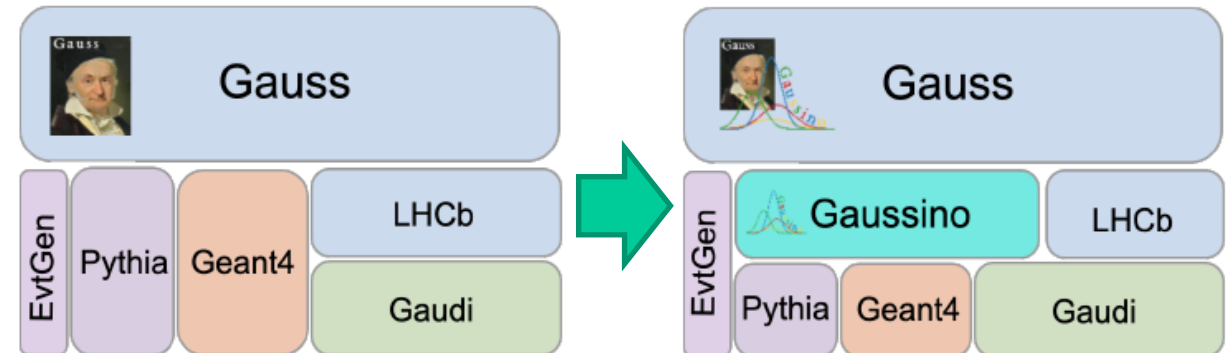 Gauss
Gauss
EvtGen
Pythia
Geant4
LHCb
Gaudi
Gauss
Gaussino
Gauss
EvtGen
Gaussino
LHCb
Pythia
Geant4
Gaudi